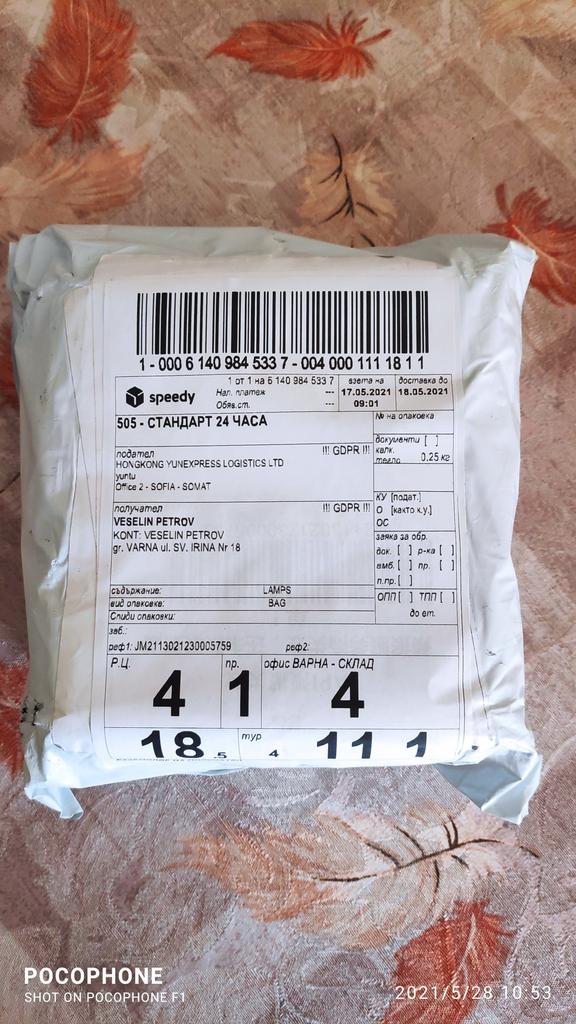 1 - 000 6 140 984 533 7 - 004 000 111 18 1 1
speedy
1 от 1 на 6 140 984 533 7
Нал. платеж ---
Обяв.ст. ---
взета на
17.05.2021
09:01
доставка до
18.05.2021
505 - СТАНДАРТ 24 ЧАСА
№ на опаковка
документи [ ]
калк.
тегло 0.25 кг
подател !!! GDPR !!!
HONGKONG YUNEXPRESS LOGISTICS LTD
yuntu
Office 2 - SOFIA - SOMAT
КУ [подат.]
О [както к.у.]
ОС
получател !!! GDPR !!!
VESELIN PETROV
КОНТ: VESELIN PETROV
gr. VARNA ul. SV. IRINA Nr 18
заявка за обр.
док. [ ] р-ка [ ]
амб. [ ] пр. [ ]
п.пр. [ ]
ОПП [ ] ТПП [ ]
до от.
съдържание: LAMPS
вид опаковка: BAG
Спиди опаковки:
заб.:
реф1: JM2113021230005759 реф2:
Р.Ц. 4
пр. 1
офис ВАРНА - СКЛАД
4
18 .5
тур 4
11 1
POCOPHONE
SHOT ON POCOPHONE F1
2021/5/28 10:53